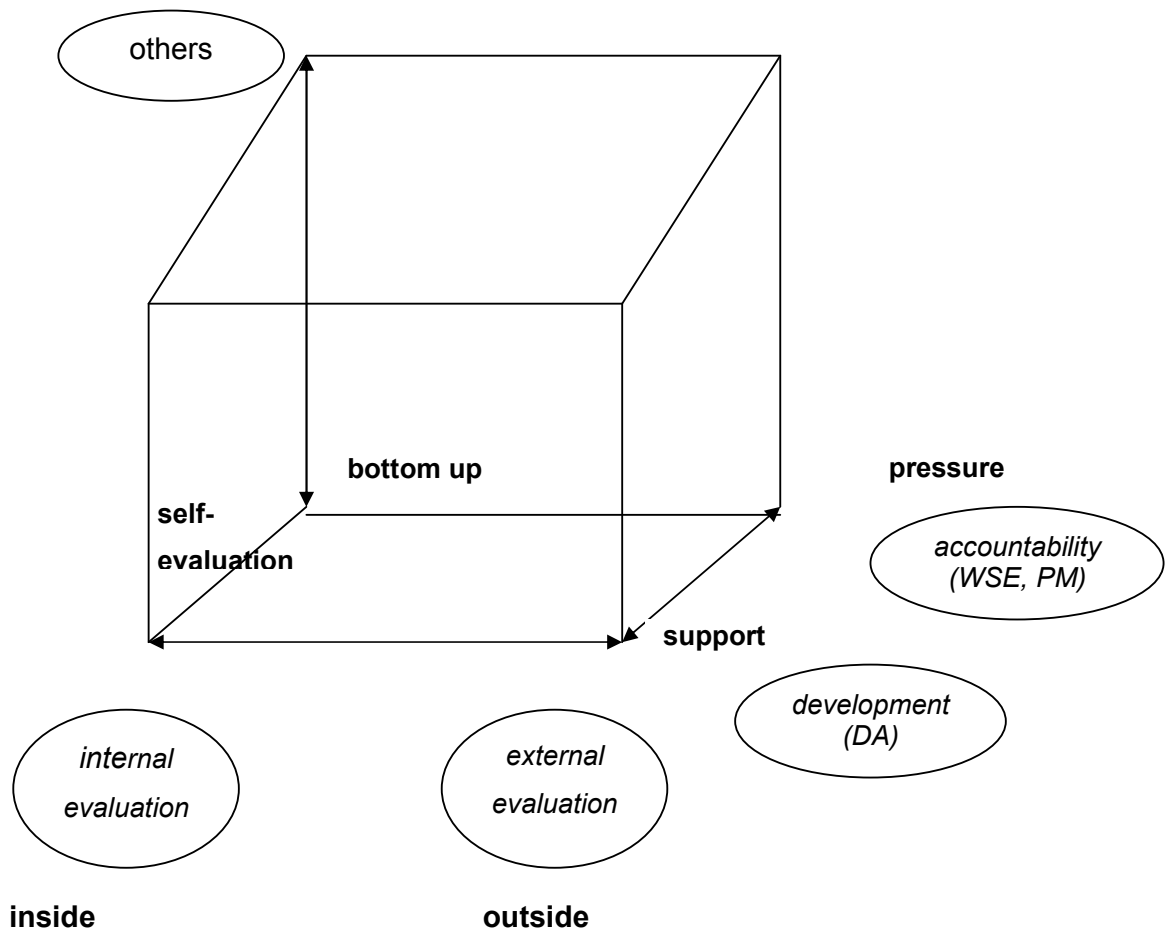 others
bottom up
pressure
self-
evaluation
accountability
(WSE, PM)
support
development
(DA)
internal
evaluation
external
evaluation
inside
outside